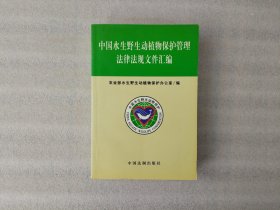 中国水生野生动植物保护管理
法律法规文件汇编
农业部水生野生动植物保护办公室/编
中国法制出版社